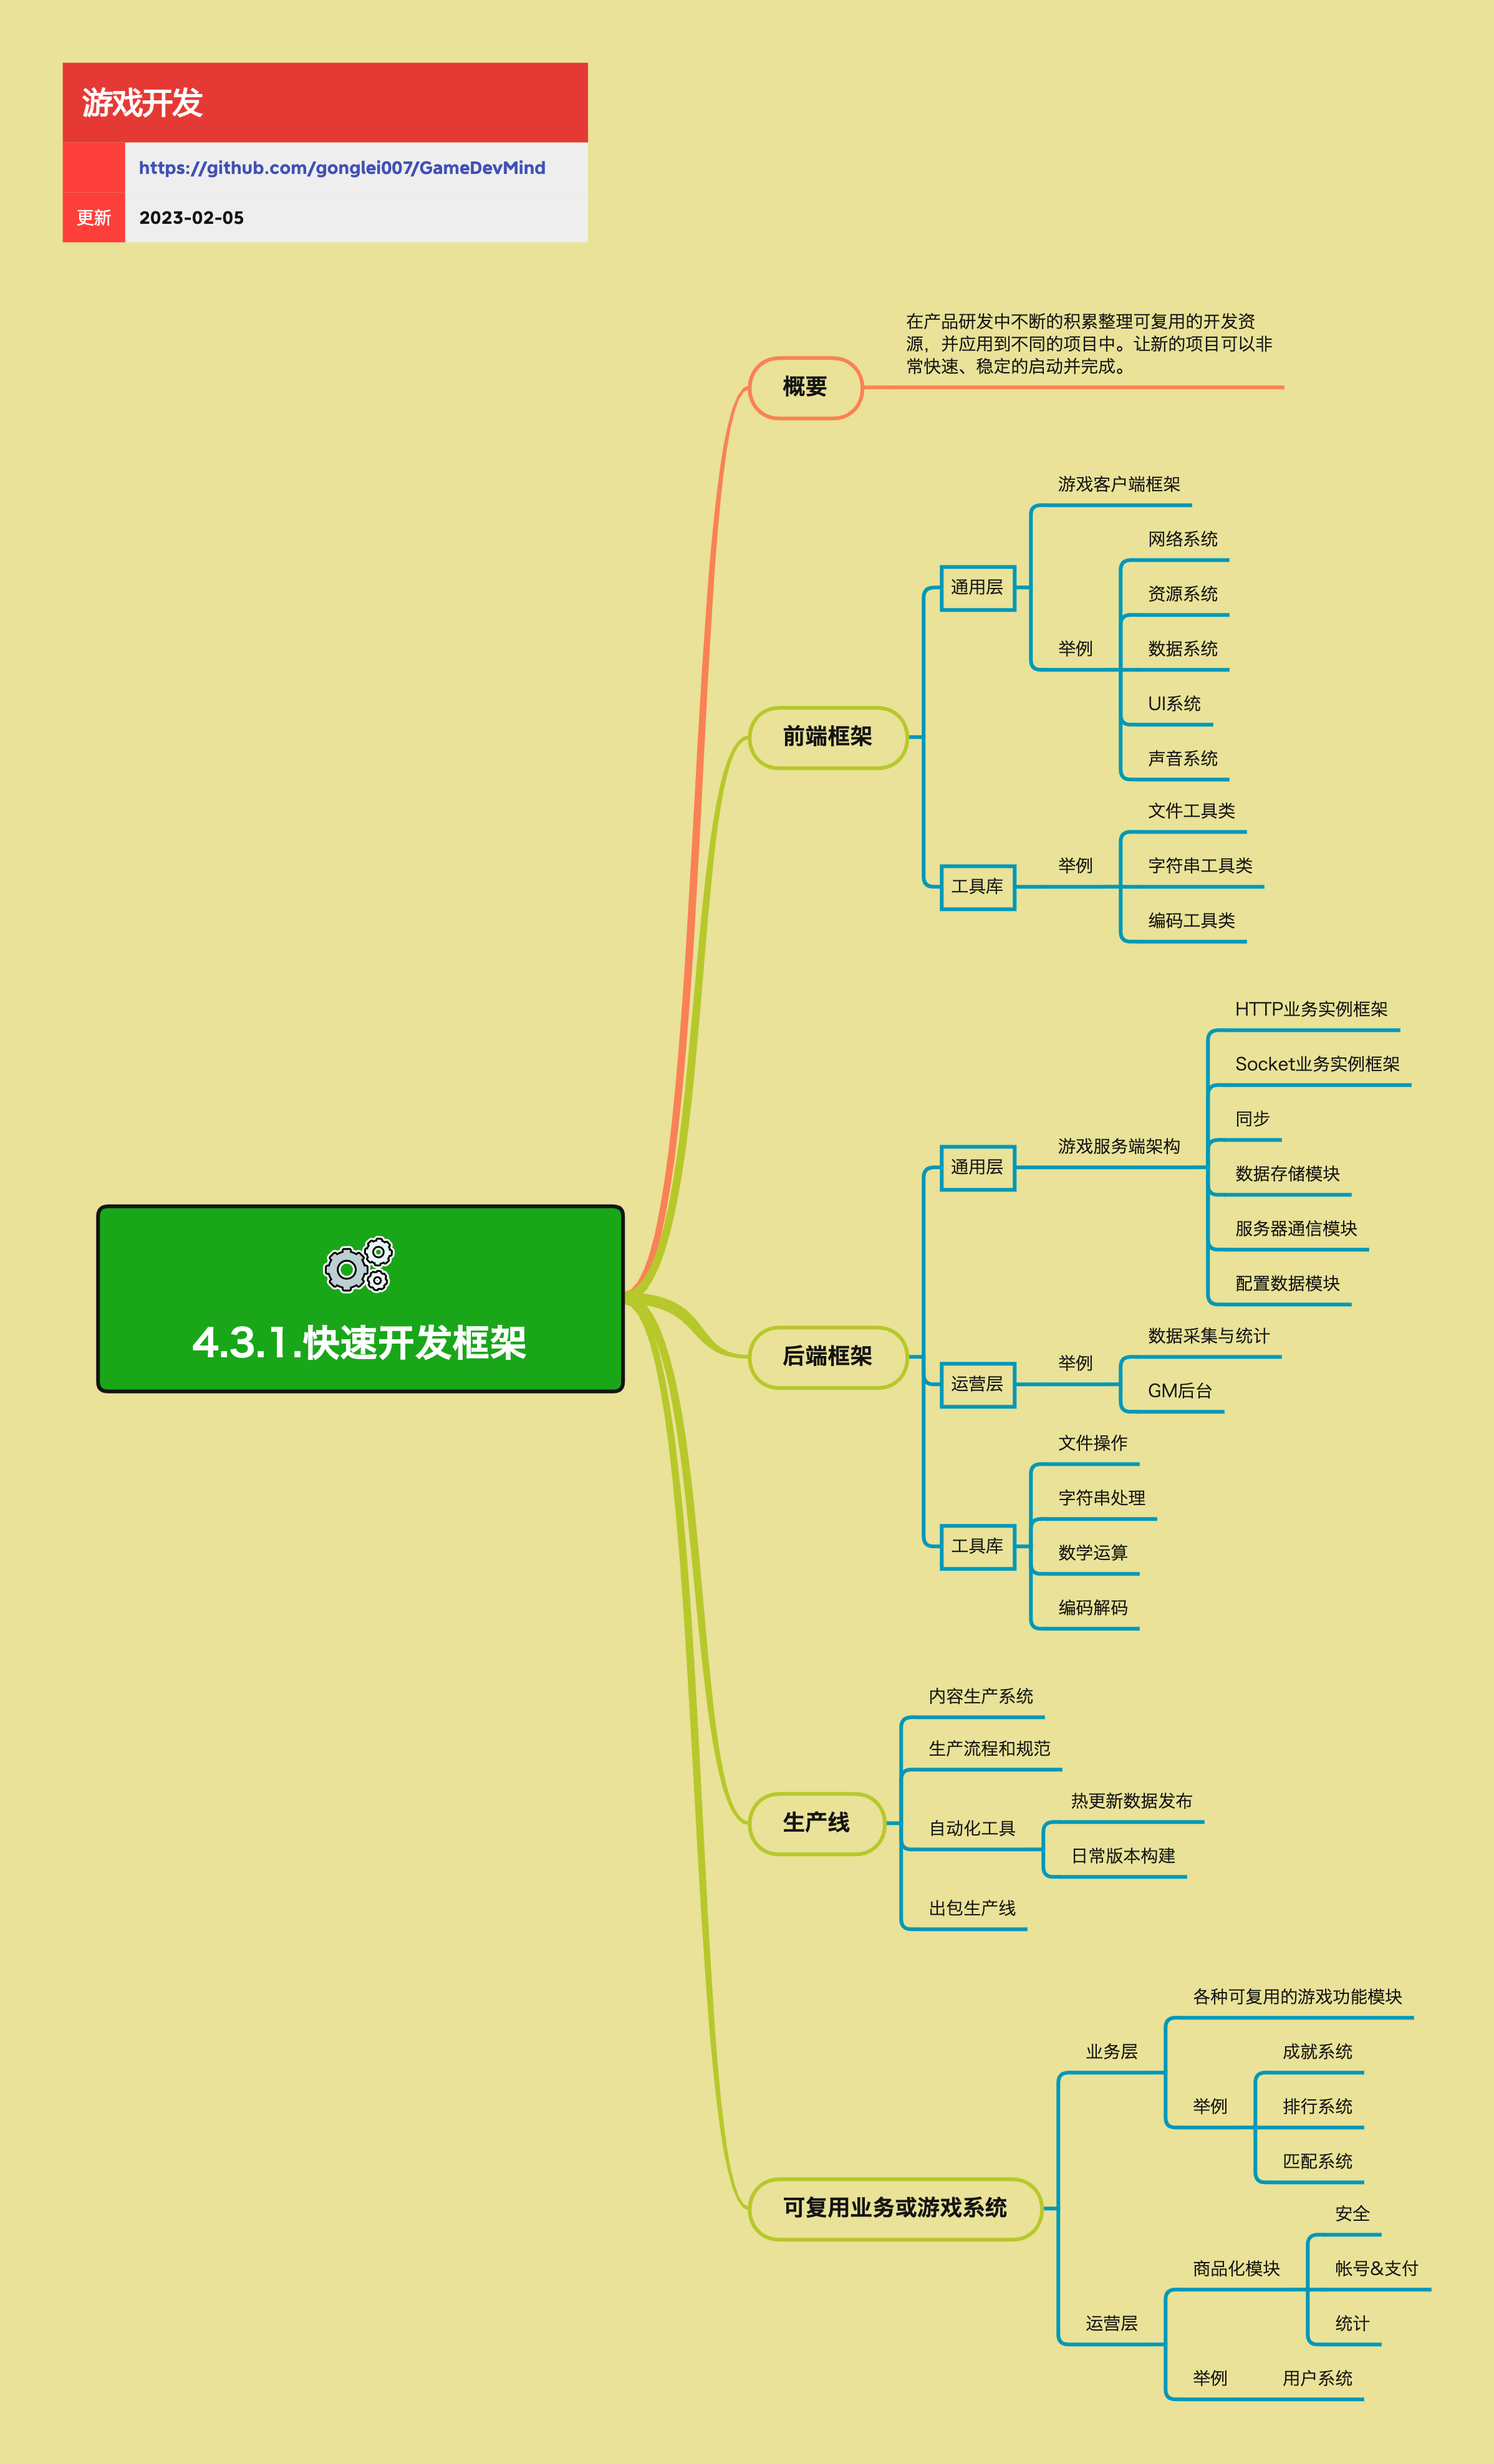 游戏开发
https://github.com/gonglei007/GameDevMind
更新
2023-02-05
4.3.1.快速开发框架
概要
在产品研发中不断的积累整理可复用的开发资
源，并应用到不同的项目中。让新的项目可以非
常快速、稳定的启动并完成。
前端框架
通用层
游戏客户端框架
举例
网络系统
资源系统
数据系统
UI系统
声音系统
工具库
举例
文件工具类
字符串工具类
编码工具类
后端框架
通用层
游戏服务端架构
HTTP业务实例框架
Socket业务实例框架
同步
数据存储模块
服务器通信模块
配置数据模块
运营层
举例
数据采集与统计
GM后台
工具库
文件操作
字符串处理
数学运算
编码解码
生产线
内容生产系统
生产流程和规范
自动化工具
热更新数据发布
日常版本构建
出包生产线
可复用业务或游戏系统
业务层
各种可复用的游戏功能模块
举例
成就系统
排行系统
匹配系统
运营层
商品化模块
安全
帐号&支付
统计
举例
用户系统